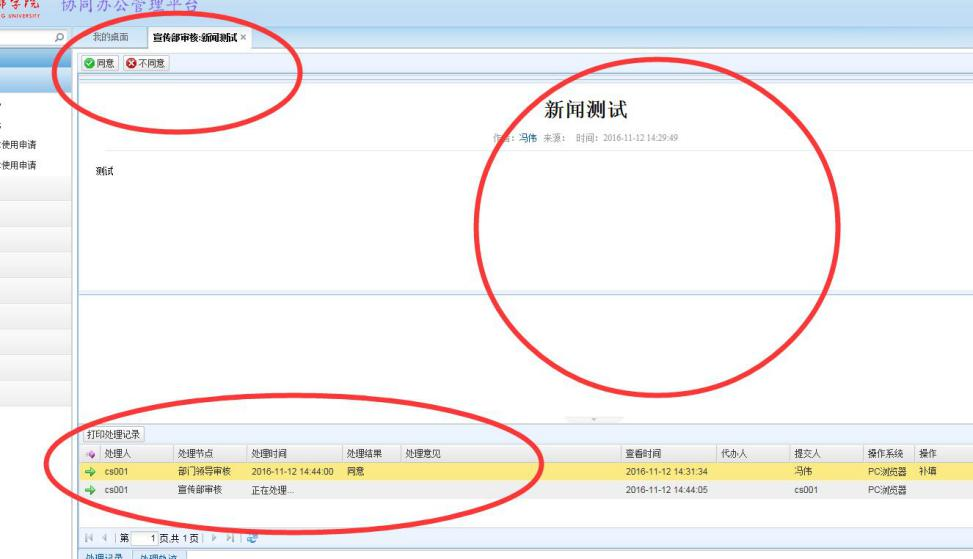 学院 协同办公管理平台
G UNIVERSITY
我的桌面 宣传部审核:新闻测试 ×
同意 不同意
新闻测试
作者: 冯伟 来源: 时间: 2016-11-12 14:29:49
使用申请
使用申请
测试
打印处理记录
处理人 处理节点 处理时间 处理结果 处理意见 查看时间 代办人 提交人 操作系统 操作
cs001 部门领导审核 2016-11-12 14:44:00 同意 2016-11-12 14:31:34 冯伟 PC浏览器 补填
cs001 宣传部审核 正在处理... 2016-11-12 14:44:05 cs001 PC浏览器
第 1 页,共 1 页
处理记录 处理轨迹